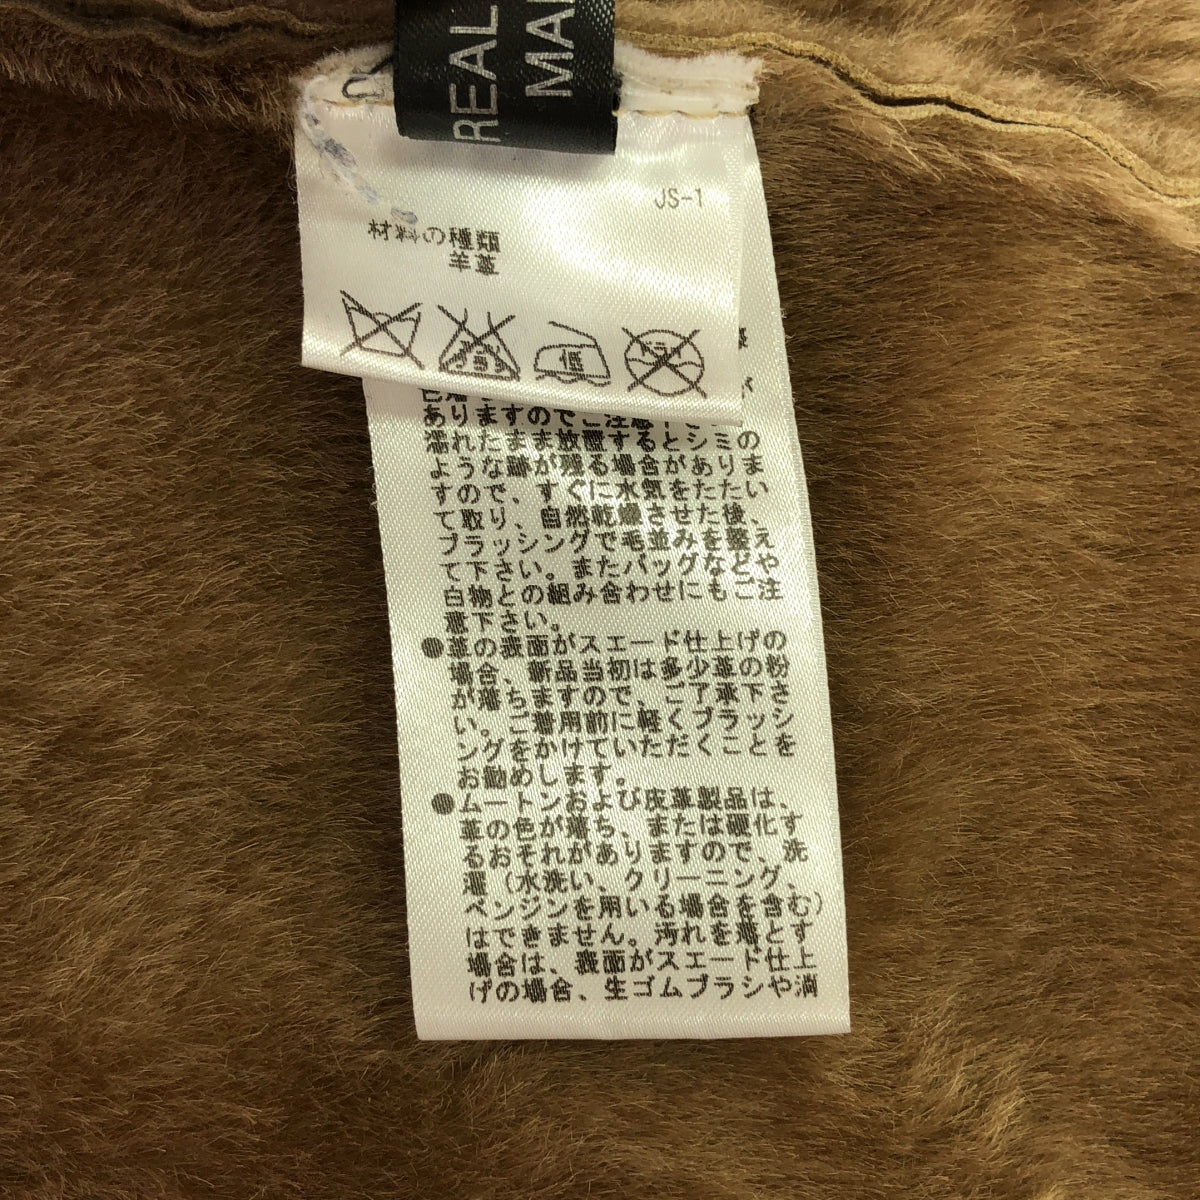 REAL
MA
JS-1
材料の種類
羊革
エンソサラシ
低
ドライ
ありますのでご注意下さ
濡れたまま放置するとシミの
ような跡が残る場合がありま
すので、すぐに水気をたたい
て取り、自然乾燥させた後、
ブラッシングで毛並みを整え
て下さい。またバッグなどや
白物との組み合わせにもご注
意下さい。
●革の表面がスエード仕上げの
場合、新品当初は多少革の粉
が落ちますので、ご了承下さ
い。ご着用前に軽くブラッシ
ングをかけていただくことを
お勧めします。
●ムートンおよび皮革製品は、
革の色が落ち、または硬化す
るおそれがありますので、洗
濯（水洗い、クリーニング、
ベンジンを用いる場合を含む）
はできません。汚れを落とす
場合は、表面がスエード仕上
げの場合、生ゴムブラシや消